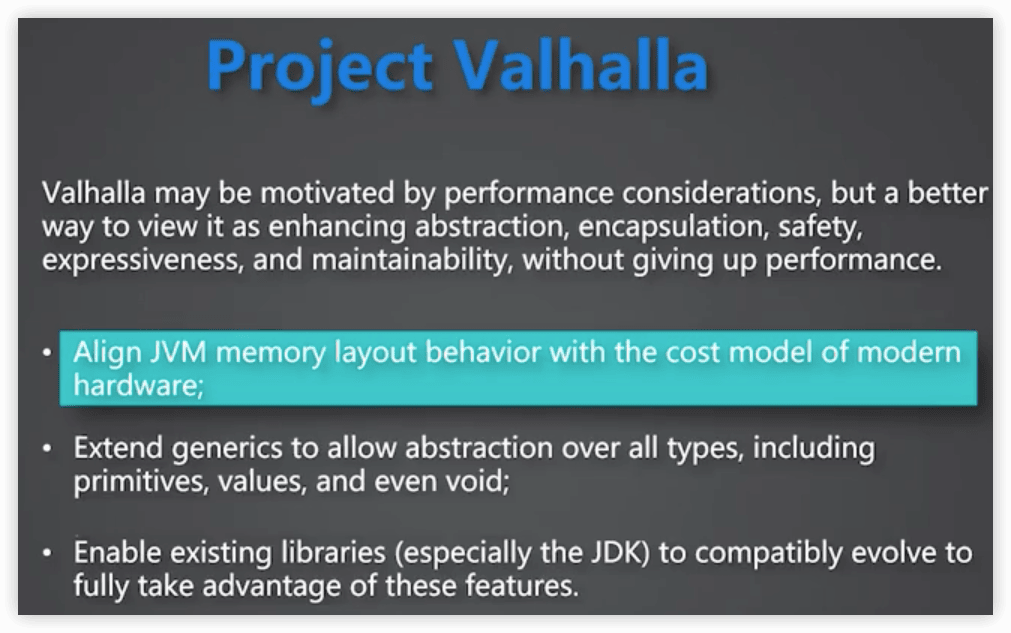 Project Valhalla
Valhalla may be motivated by performance considerations, but a better
way to view it as enhancing abstraction, encapsulation, safety,
expressiveness, and maintainability, without giving up performance.
• Align JVM memory layout behavior with the cost model of modern
hardware;
• Extend generics to allow abstraction over all types, including
primitives, values, and even void;
• Enable existing libraries (especially the JDK) to compatibly evolve to
fully take advantage of these features.